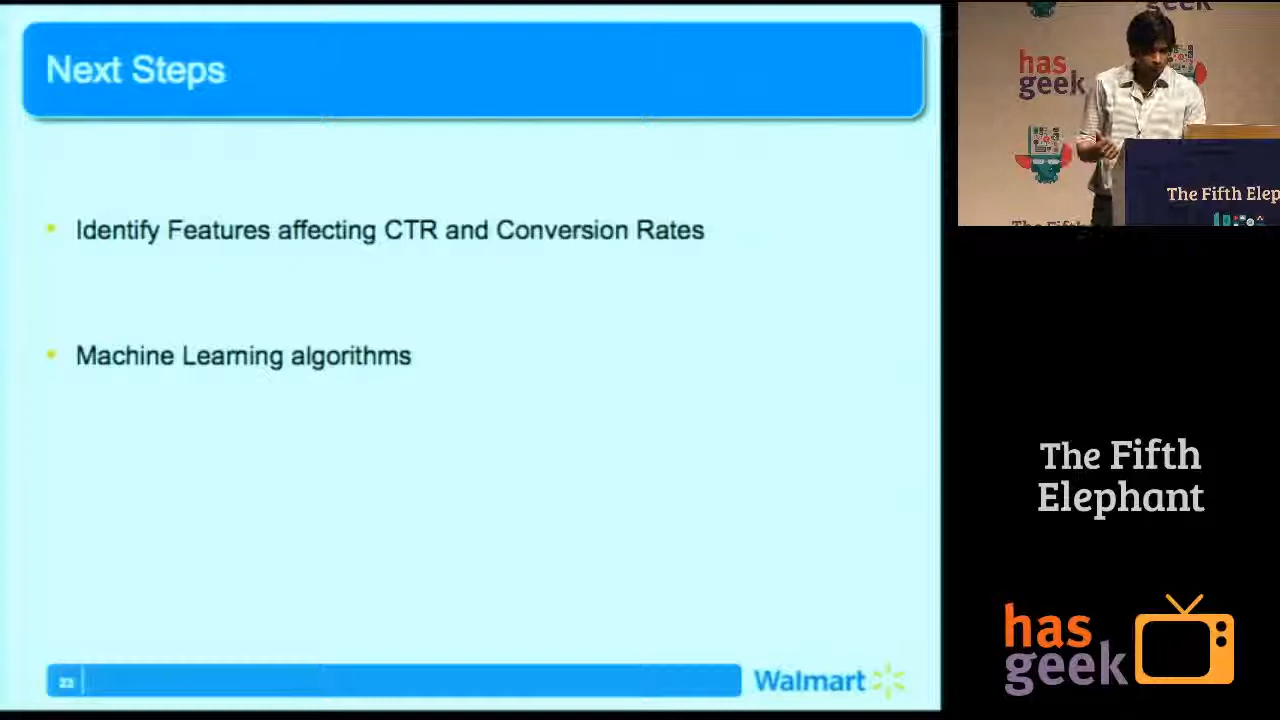 Next Steps
Identify Features affecting CTR and Conversion Rates
Machine Learning algorithms
Walmart
geek
has
geek
The Fifth Elep
The Fifth
Elephant
has
geek